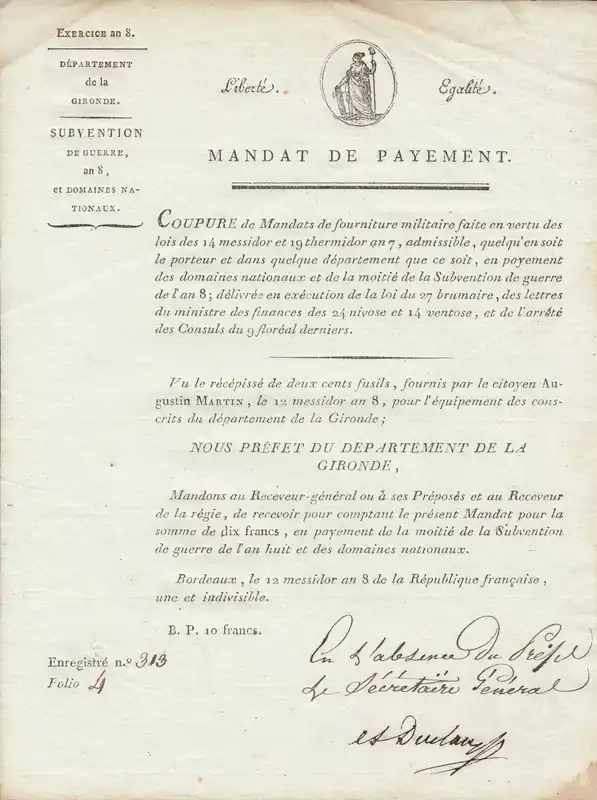 EXERCICE an 8.
DÉPARTEMENT
de la
GIRONDE.
SUBVENTION
DE GUERRE,
an 8,
et DOMAINES NA-
TIONAUX.
Liberté.
Egalité.
MANDAT DE PAYEMENT.
COUPURE de Mandats de fourniture militaire faite en vertu des
lois des 14 messidor et 19 thermidor an 7, admissible, quelqu'en soit
le porteur et dans quelque département que ce soit, en payement
des domaines nationaux et de la moitié de la Subvention de guerre
de l'an 8; délivrée en exécution de la loi du 27 brumaire, des lettres
du ministre des finances des 24 nivose et 14 ventose, et de l'arrêté
des Consuls du 9 floréal derniers.
Vu le récépissé de deux cents fusils, fournis par le citoyen Au-
gustin MARTIN, le 12 messidor an 8, pour l'équipement des cons-
crits du département de la Gironde;
NOUS PRÉFET DU DEPARTEMENT DE LA
GIRONDE,
Mandons au Receveur-général ou à ses Préposés et au Receveur
de la régie, de recevoir pour comptant le présent Mandat pour la
somme de dix francs, en payement de la moitié de la Subvention
de guerre de l'an huit et des domaines nationaux.
Bordeaux, le 12 messidor an 8 de la République française,
une et indivisible.
B. P. 10 francs.
Enregistré n.º 313
Folio 4
En l'absence du Préfet
Le Sécrétaire Général